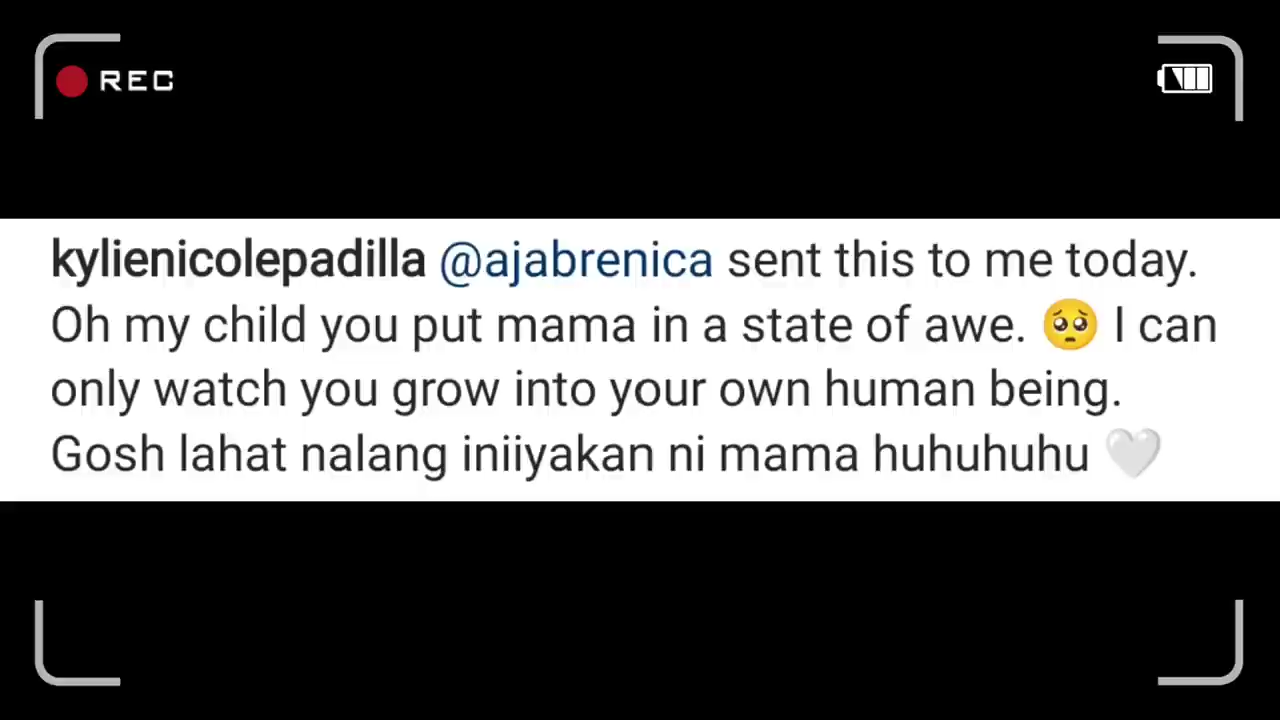 REC
kylienicolepadilla @ajabrenica sent this to me today.
Oh my child you put mama in a state of awe. 🥺 I can
only watch you grow into your own human being.
Gosh lahat nalang iniiyakan ni mama huhuhuhu 🤍